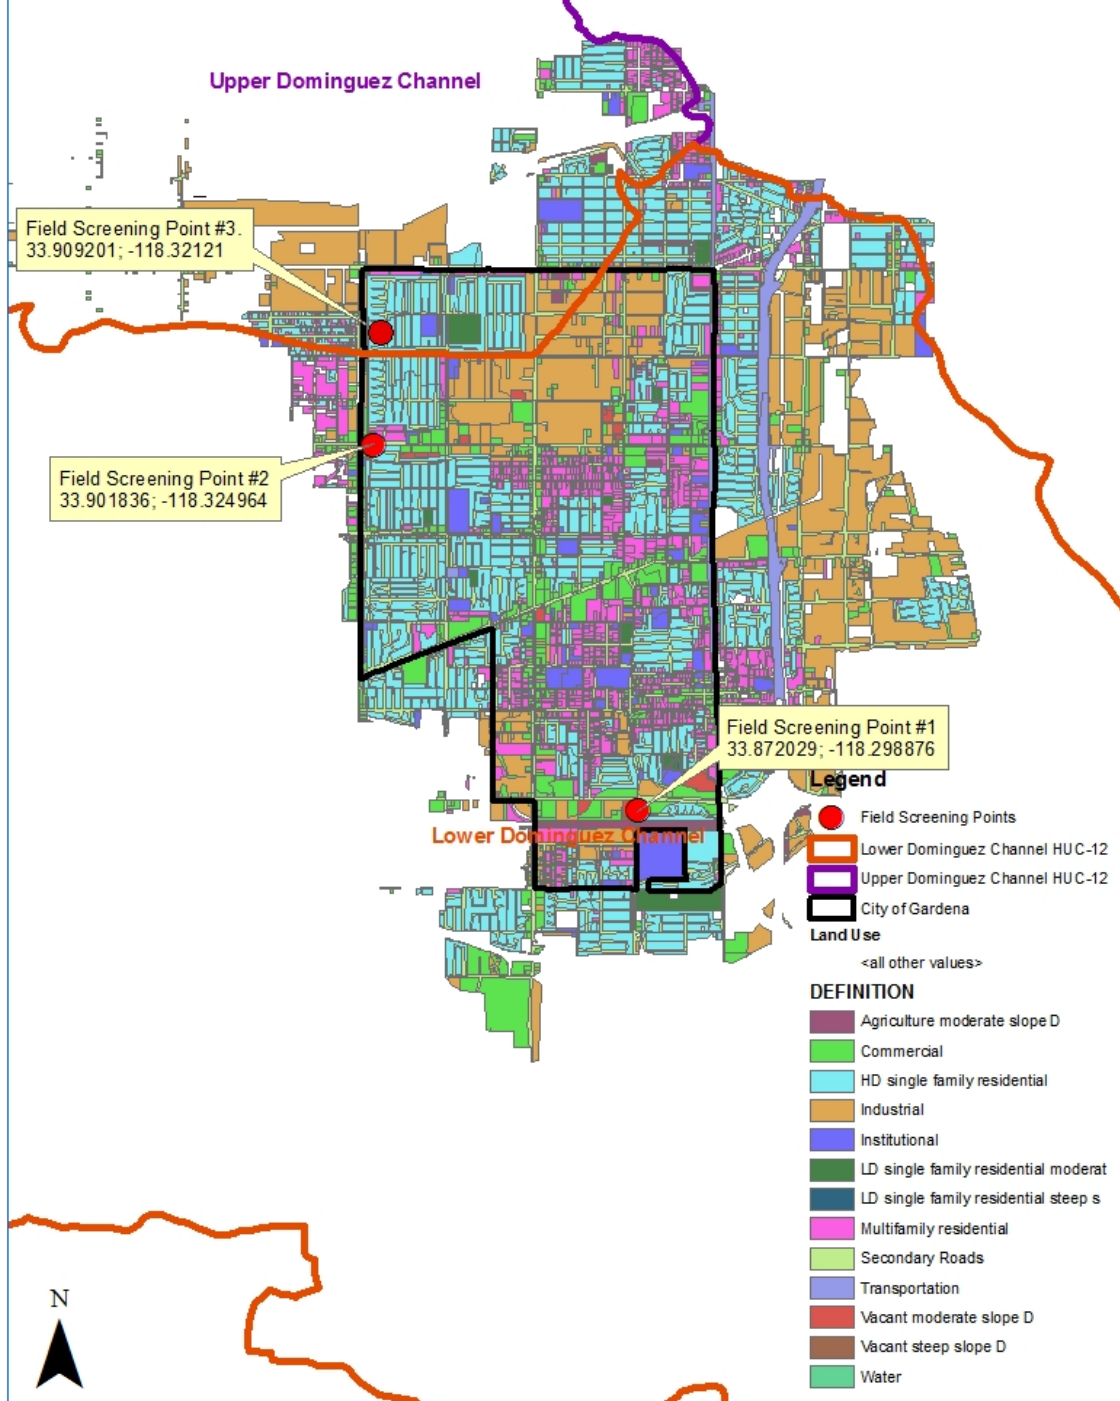 Upper Dominguez Channel
Field Screening Point #3.
33.909201; -118.32121
Field Screening Point #2
33.901836; -118.324964
Field Screening Point #1
33.872029; -118.298876
Lower Dominguez Channel
Legend
Field Screening Points
Lower Dominguez Channel HUC-12
Upper Dominguez Channel HUC-12
City of Gardena
Land Use
<all other values>
DEFINITION
Agriculture moderate slope D
Commercial
HD single family residential
Industrial
Institutional
LD single family residential moderat
LD single family residential steep s
Multifamily residential
Secondary Roads
Transportation
Vacant moderate slope D
Vacant steep slope D
Water
N